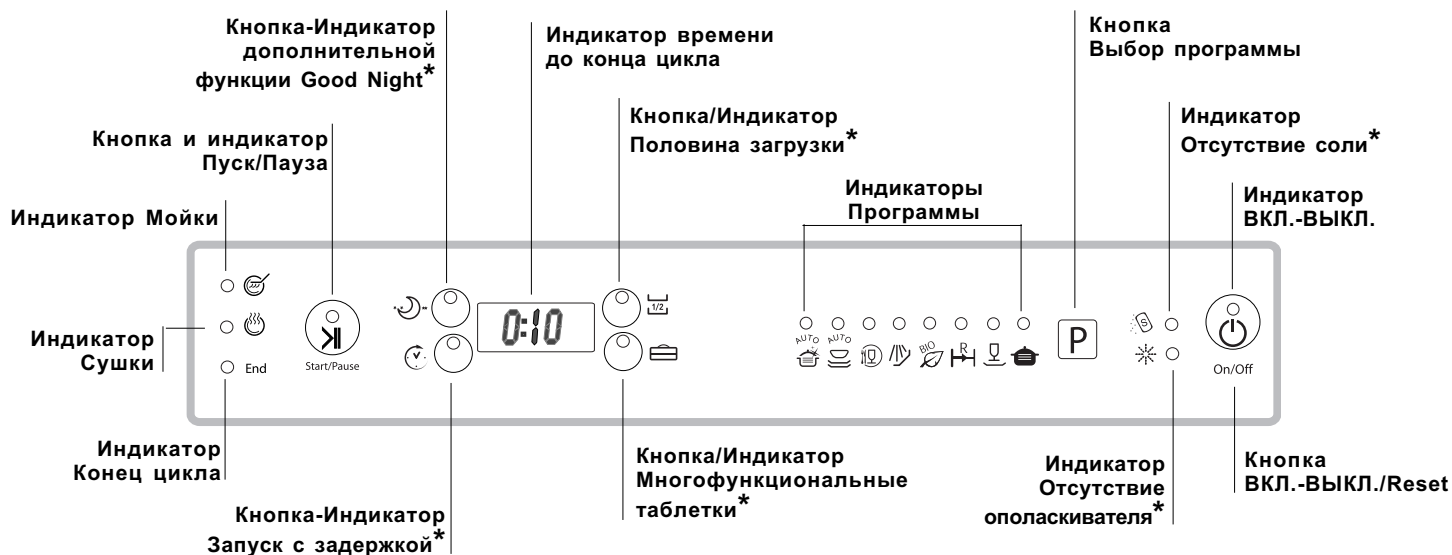 Кнопка-Индикатор
дополнительной
функции Good Night*
Индикатор времени
до конца цикла
Кнопка
Выбор программы
Кнопка и индикатор
Пуск/Пауза
Кнопка/Индикатор
Половина загрузки*
Индикатор
Отсутствие соли*
Индикатор Мойки
Индикаторы
Программы
Индикатор
ВКЛ.-ВЫКЛ.
Индикатор
Сушки
End
Start/Pause
0:10
1/2
AUTO
AUTO
BIO
R
P
S
On/Off
Индикатор
Конец цикла
Кнопка-Индикатор
Запуск с задержкой*
Кнопка/Индикатор
Многофункциональные
таблетки*
Индикатор
Отсутствие
ополаскивателя*
Кнопка
ВКЛ.-ВЫКЛ./Reset